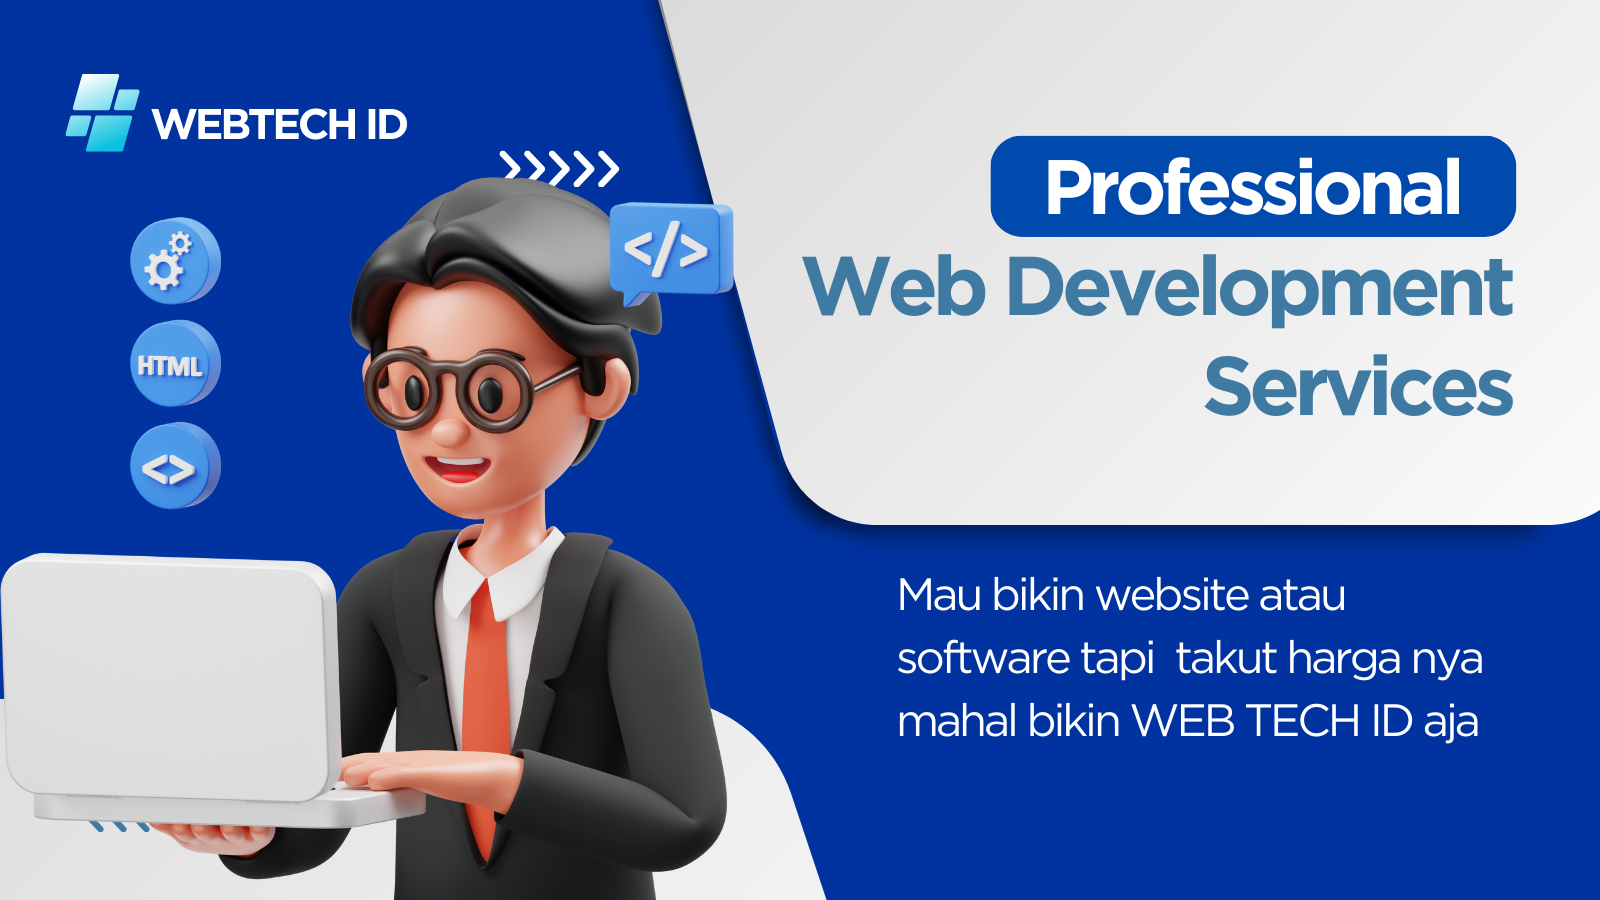 WEBTECH ID
</>
HTML
<>
Professional
Web Development
Services
Mau bikin website atau
software tapi  takut harga nya
mahal bikin WEB TECH ID aja